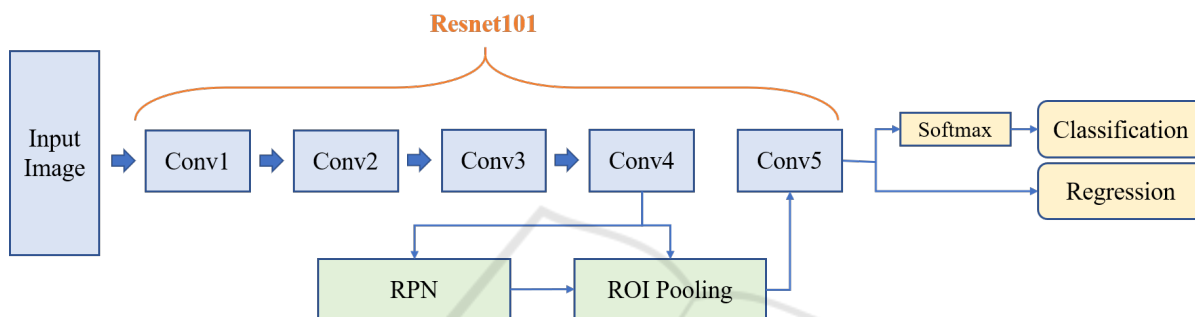 Resnet101
Input
Image
Conv1
Conv2
Conv3
Conv4
Conv5
Softmax
Classification
Regression
RPN
ROI Pooling